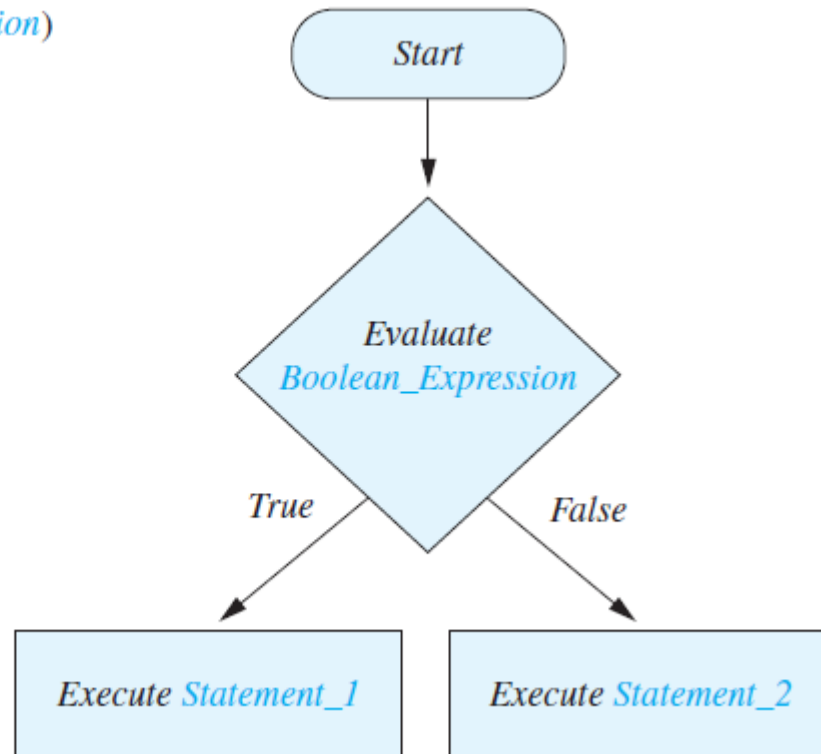 ion)
Start
Evaluate
Boolean_Expression
True
False
Execute Statement_1
Execute Statement_2